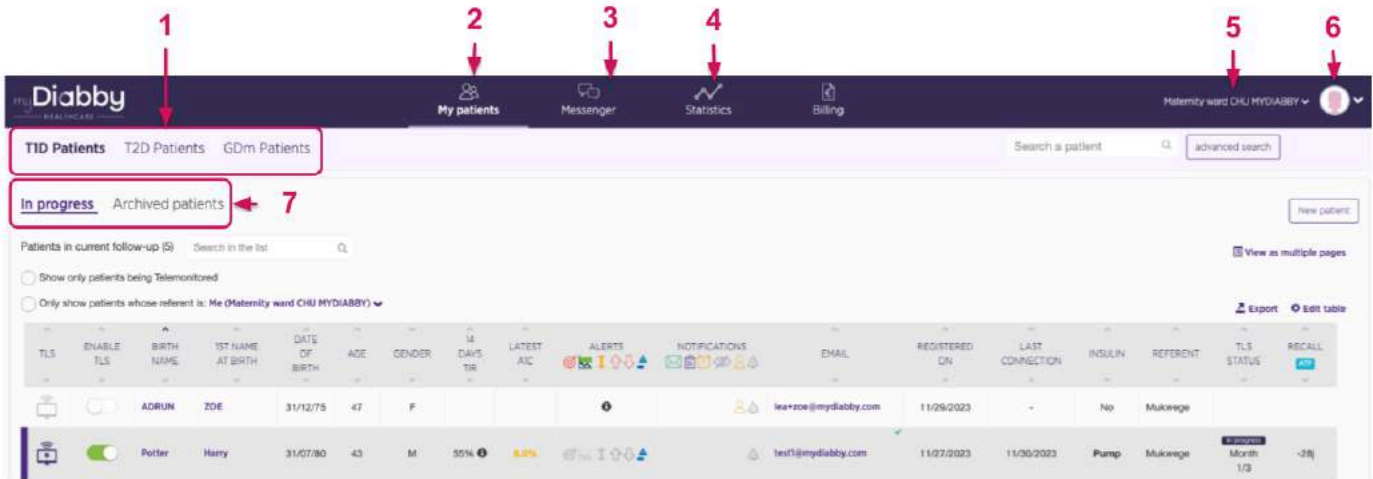 1 2 3 4 5 6
my Diabby
HEALTHCARE
My patients Messenger Statistics Billing
Maternity ward CHU MYDIABBY
T1D Patients T2D Patients GDm Patients
Search a patient advanced search
In progress Archived patients 7
New patient
Patients in current follow-up (5) Search in the list
View as multiple pages
Show only patients being Telemonitored
Only show patients whose referent is: Me (Maternity ward CHU MYDIABBY)
Export Edit table
TLS ENABLE TLS BIRTH NAME 1ST NAME AT BIRTH DATE OF BIRTH AGE GENDER 14 DAYS TIR LATEST A1C ALERTS NOTIFICATIONS EMAIL REGISTERED ON LAST CONNECTION INSULIN REFERENT TLS STATUS RECALL
ADRUN ZOE 31/12/75 47 F lea+zoe@mydiabby.com 11/29/2023 - No Mukwege
Potter Harry 31/07/80 43 M 55% 8.0% test1@mydiabby.com 11/27/2023 11/30/2023 Pump Mukwege In progress Month 1/3 -28j